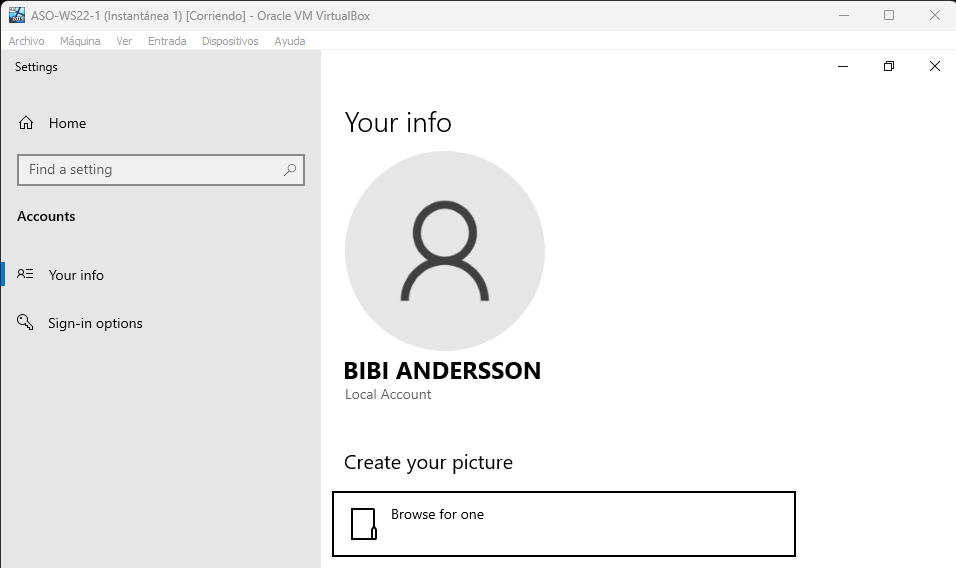 ASO-WS22-1 (Instantánea 1) [Corriendo] - Oracle VM VirtualBox
Archivo Máquina Ver Entrada Dispositivos Ayuda
Settings
Home
Find a setting
Accounts
Your info
Sign-in options
Your info
BIBI ANDERSSON
Local Account
Create your picture
Browse for one